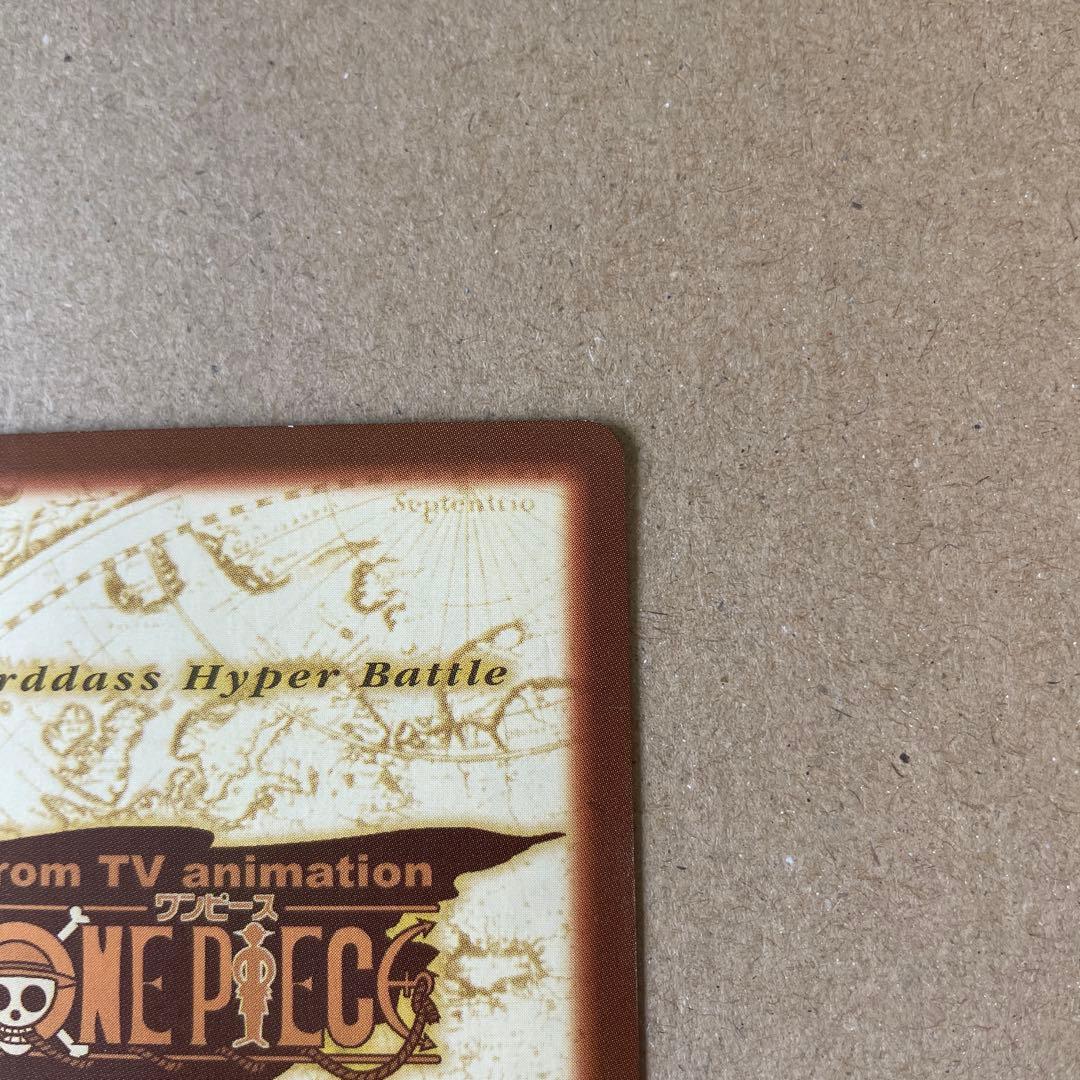 Septentrio
rddass Hyper Battle
rom TV animation
ワンピース
ONE PIECE